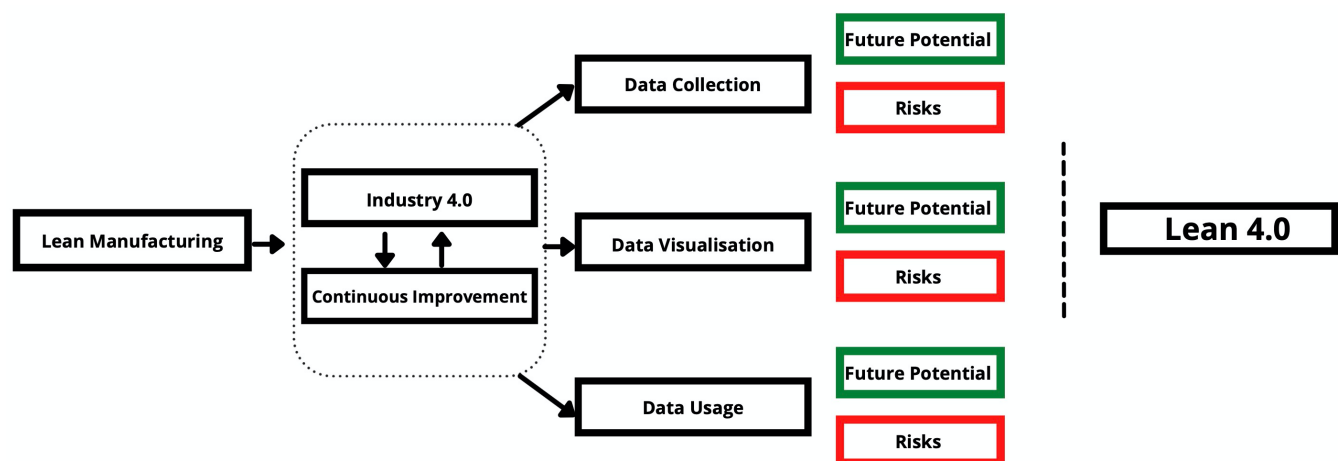 Lean Manufacturing
Industry 4.0
Continuous Improvement
Data Collection
Future Potential
Risks
Data Visualisation
Future Potential
Risks
Data Usage
Future Potential
Risks
Lean 4.0